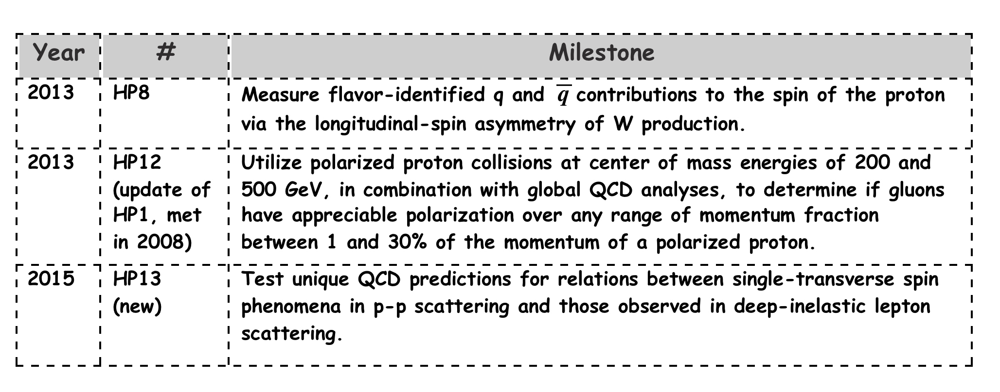 Year # Milestone
2013 HP8 Measure flavor-identified q and q̅ contributions to the spin of the proton
via the longitudinal-spin asymmetry of W production.
2013 HP12 Utilize polarized proton collisions at center of mass energies of 200 and
(update of 500 GeV, in combination with global QCD analyses, to determine if gluons
HP1, met have appreciable polarization over any range of momentum fraction
in 2008) between 1 and 30% of the momentum of a polarized proton.
2015 HP13 Test unique QCD predictions for relations between single-transverse spin
(new) phenomena in p-p scattering and those observed in deep-inelastic lepton
scattering.